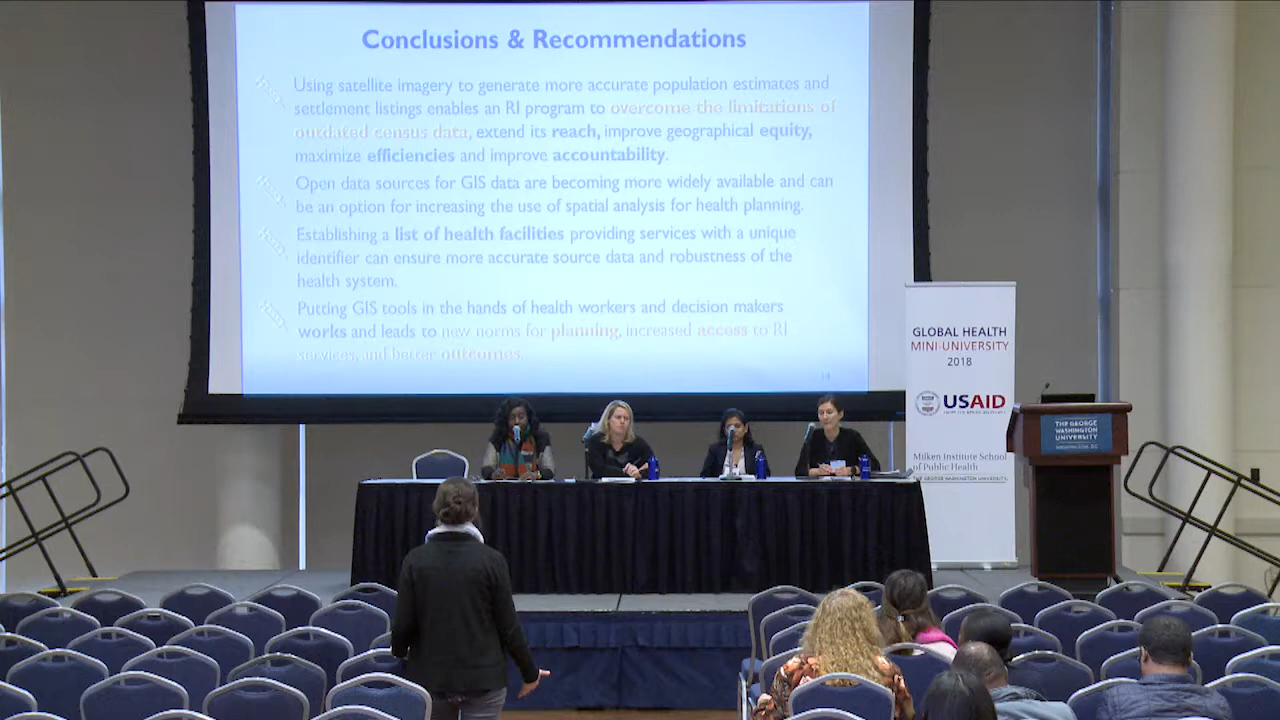 Conclusions & Recommendations
Using satellite imagery to generate more accurate population estimates and
settlement listings enables an RI program to overcome the limitations of
outdated census data, extend its reach, improve geographical equity,
maximize efficiencies and improve accountability.
Open data sources for GIS data are becoming more widely available and can
be an option for increasing the use of spatial analysis for health planning.
Establishing a list of health facilities providing services with a unique
identifier can ensure more accurate source data and robustness of the
health system.
Putting GIS tools in the hands of health workers and decision makers
works and leads to new norms for planning, increased access to RI
services, and better outcomes.
GLOBAL HEALTH
MINI-UNIVERSITY
2018
USAID
Milken Institute School
of Public Health
THE GEORGE WASHINGTON UNIVERSITY
THE GEORGE
WASHINGTON
UNIVERSITY
WASHINGTON, DC